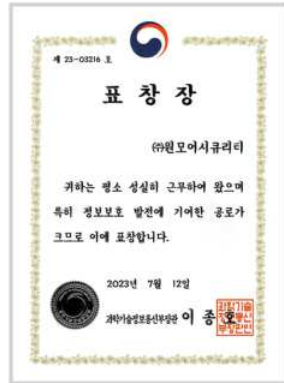 제 23-03216 호
표 창 장
㈜원모어시큐리티
귀하는 평소 성실히 근무하여 왔으며
특히 정보보호 발전에 기여한 공로가
크므로 이에 표창합니다.
2023년 7월 12일
과학기술정보통신부장관 이 종 호